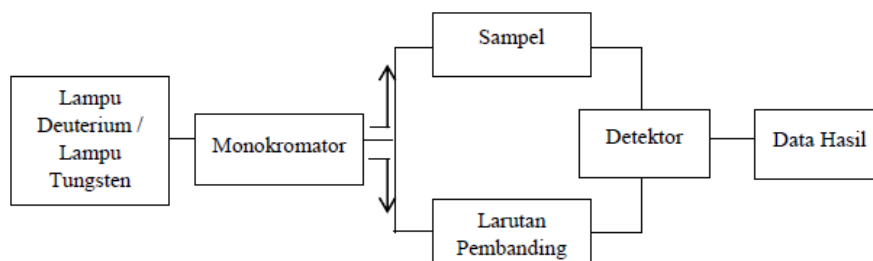 Lampu
Deuterium /
Lampu
Tungsten
Monokromator
Sampel
Larutan
Pembanding
Detektor
Data Hasil